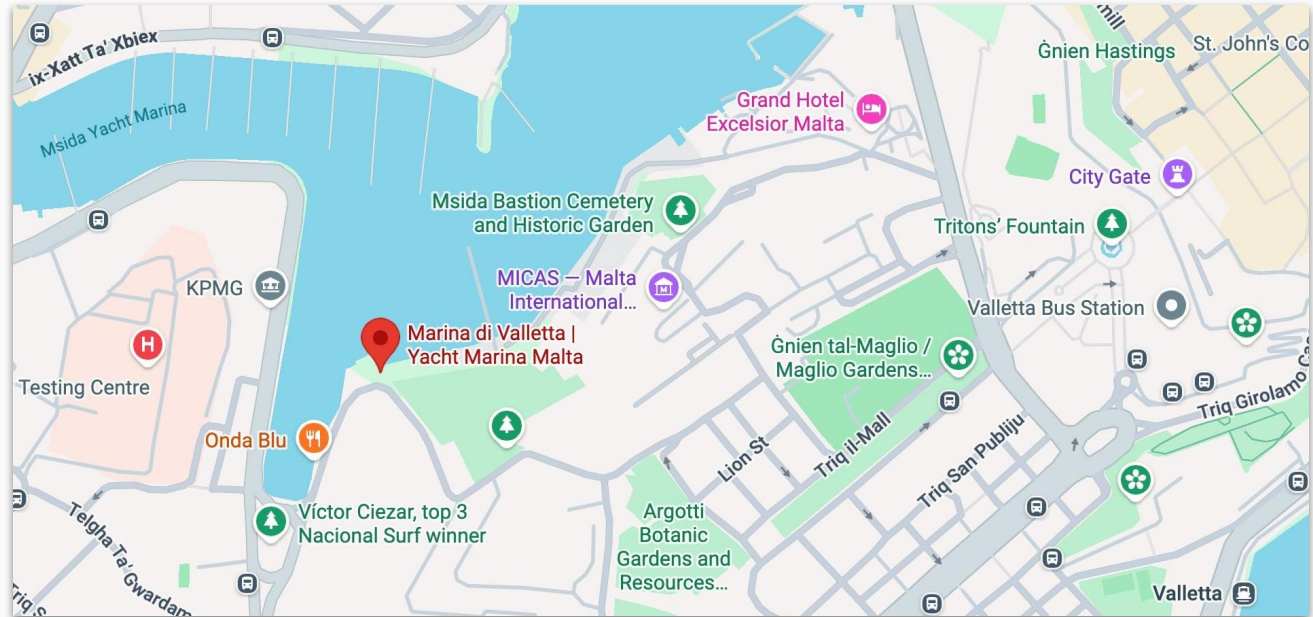 ix-Xatt Ta' Xbiex
Msida Yacht Marina
Ġnien Hastings
St. John's Co
Grand Hotel
Excelsior Malta
City Gate
Msida Bastion Cemetery
and Historic Garden
Tritons' Fountain
KPMG
MICAS – Malta
International...
Valletta Bus Station
Marina di Valletta |
Yacht Marina Malta
Ġnien tal-Maglio /
Maglio Gardens...
H
Testing Centre
Triq Girolamo Cas
Onda Blu
Lion St
Triq il-Mall
Triq San Publiju
Víctor Ciezar, top 3
Nacional Surf winner
Argotti
Botanic
Gardens and
Resources...
Telgha Ta' Gwardam
Triq S
Valletta